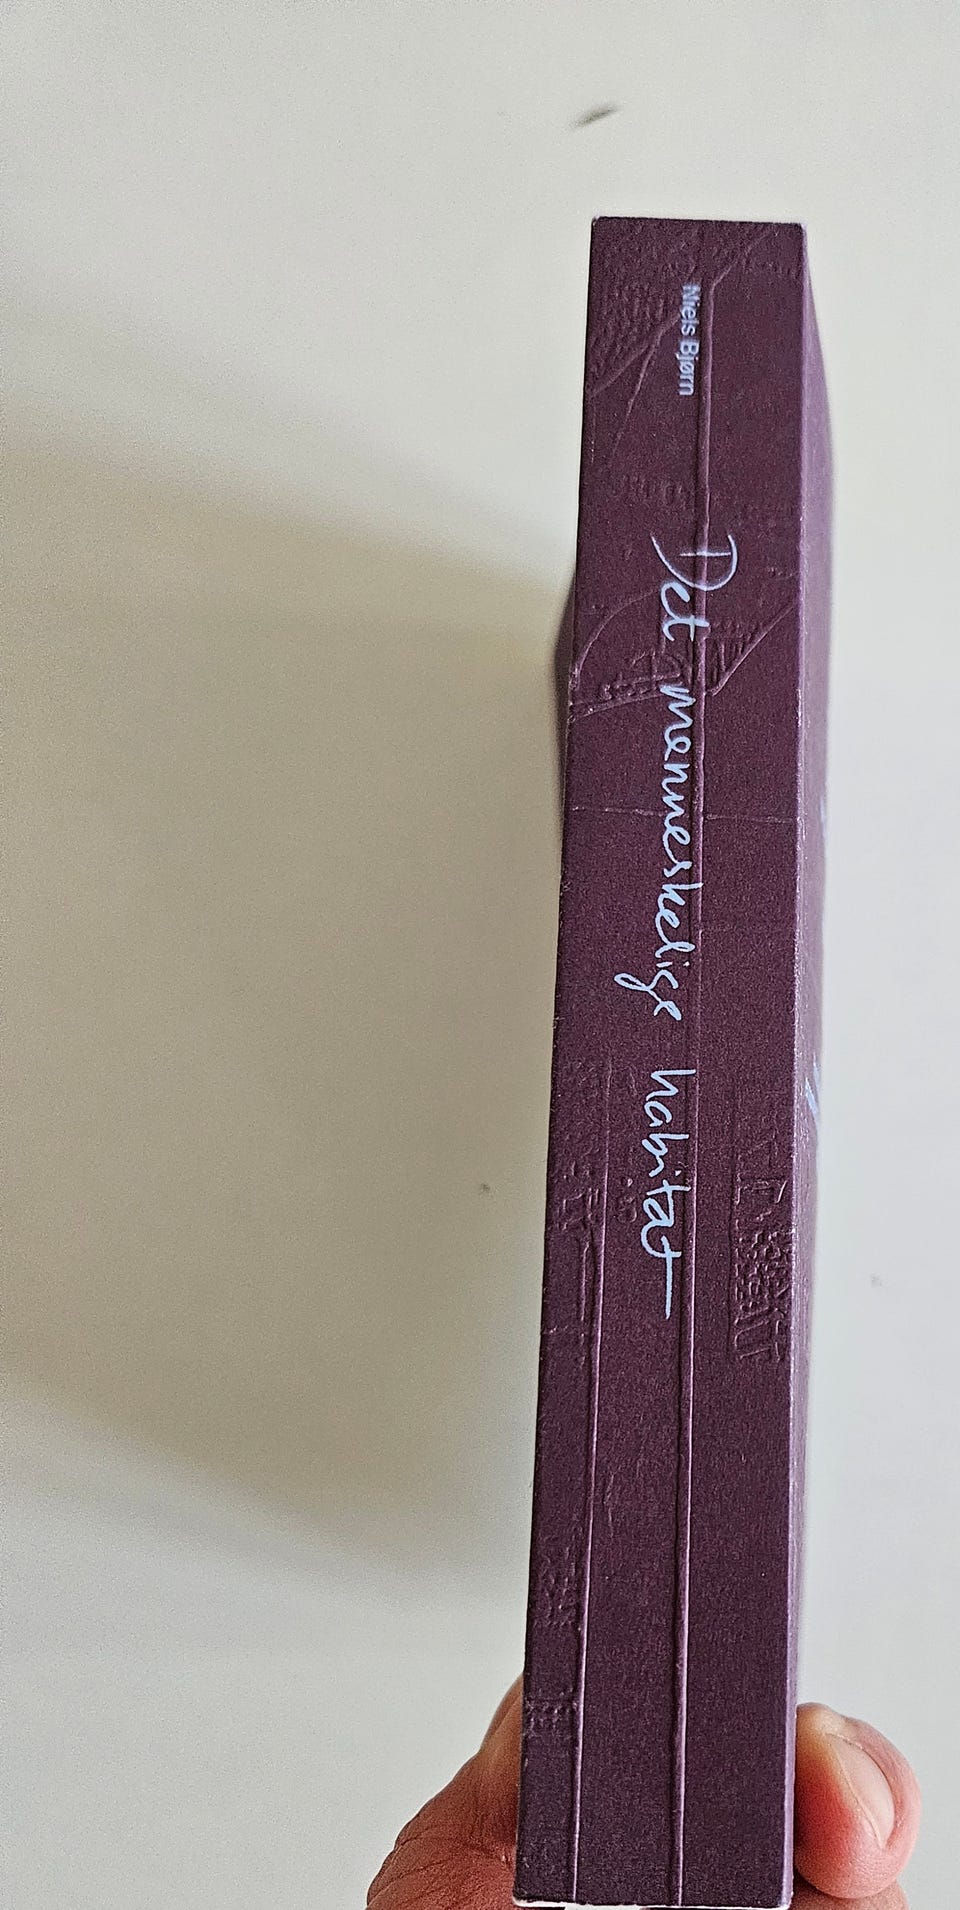 Niels Bjørn
Det menneskelige habitat